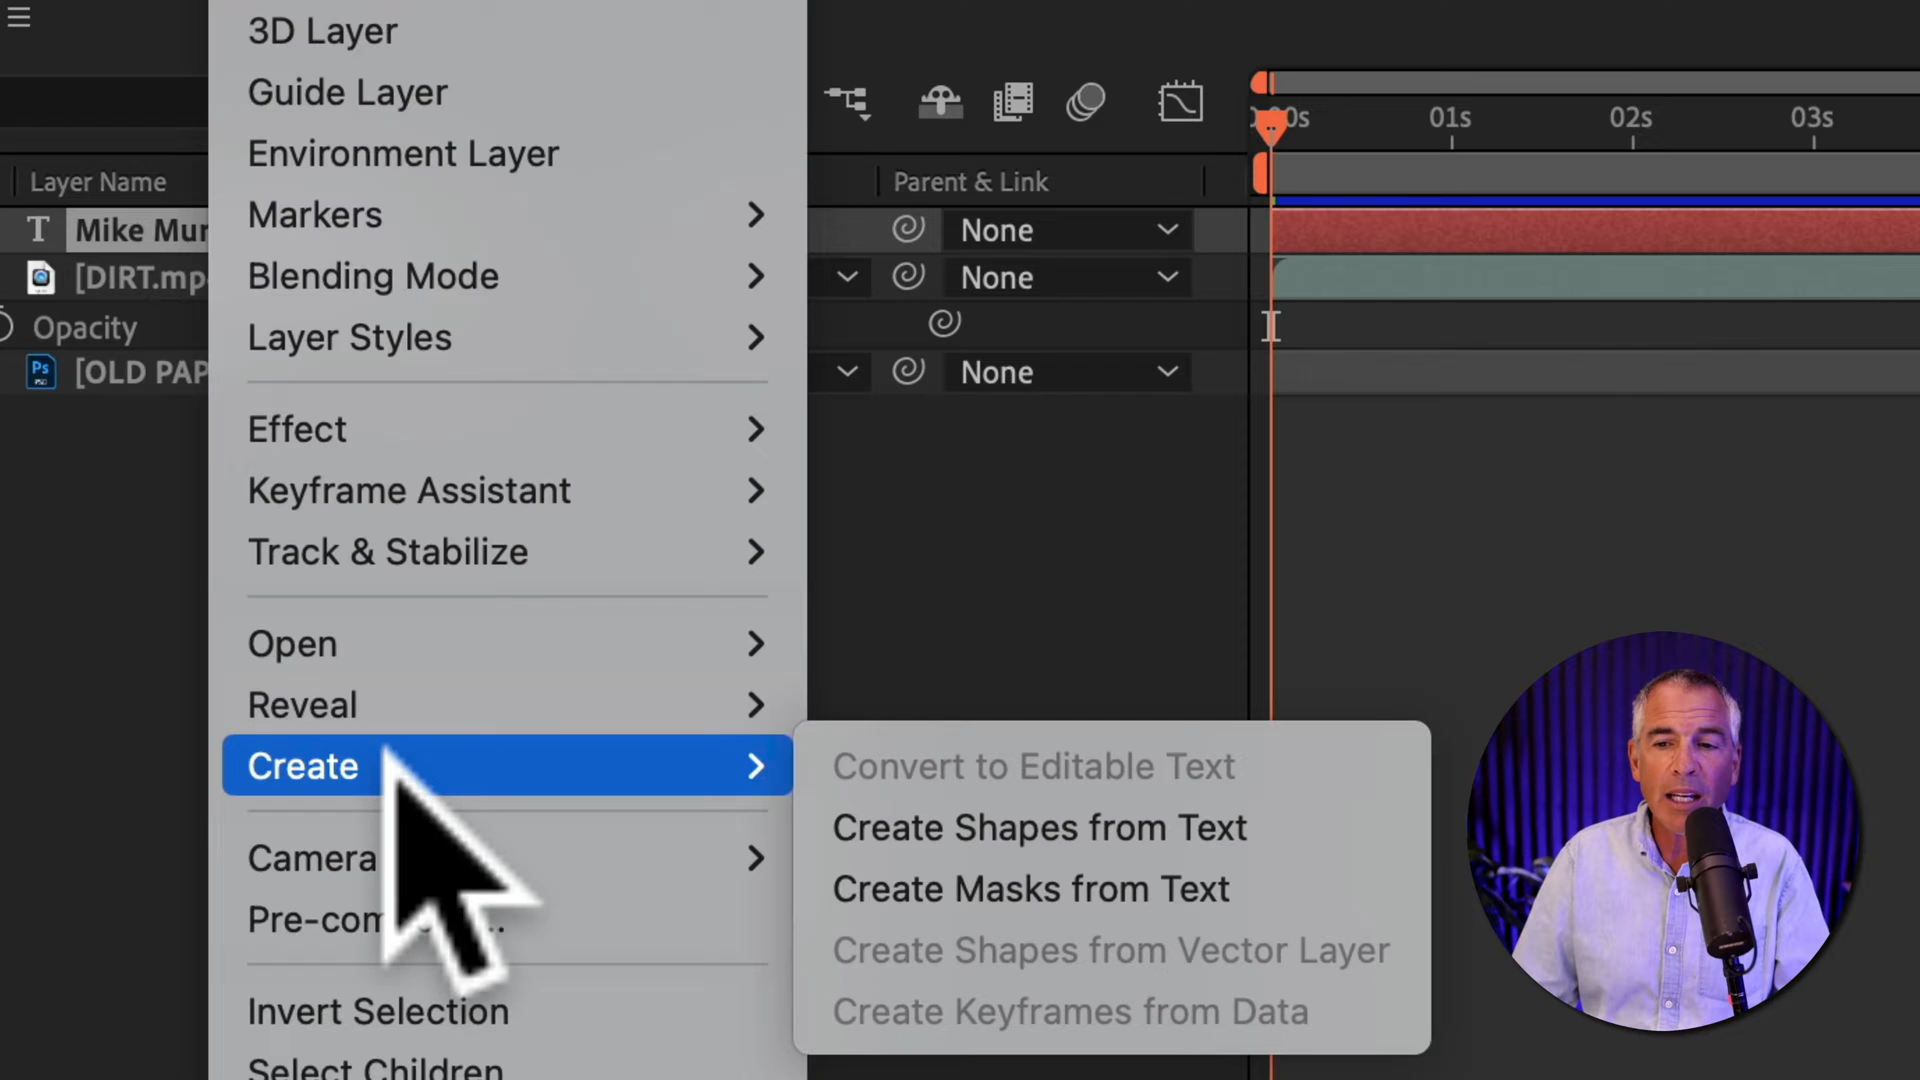 3D Layer
Guide Layer
Environment Layer
Markers
Blending Mode
Layer Styles
Effect
Keyframe Assistant
Track & Stabilize
Open
Reveal
Create
Camera
Invert Selection
Select Children
Convert to Editable Text
Create Shapes from Text
Create Masks from Text
Create Shapes from Vector Layer
Create Keyframes from Data
Layer Name
T Mike
[DIRT.mp
Opacity
Ps
[OLD
Parent & Link
None
None
None
01s
02s
03s